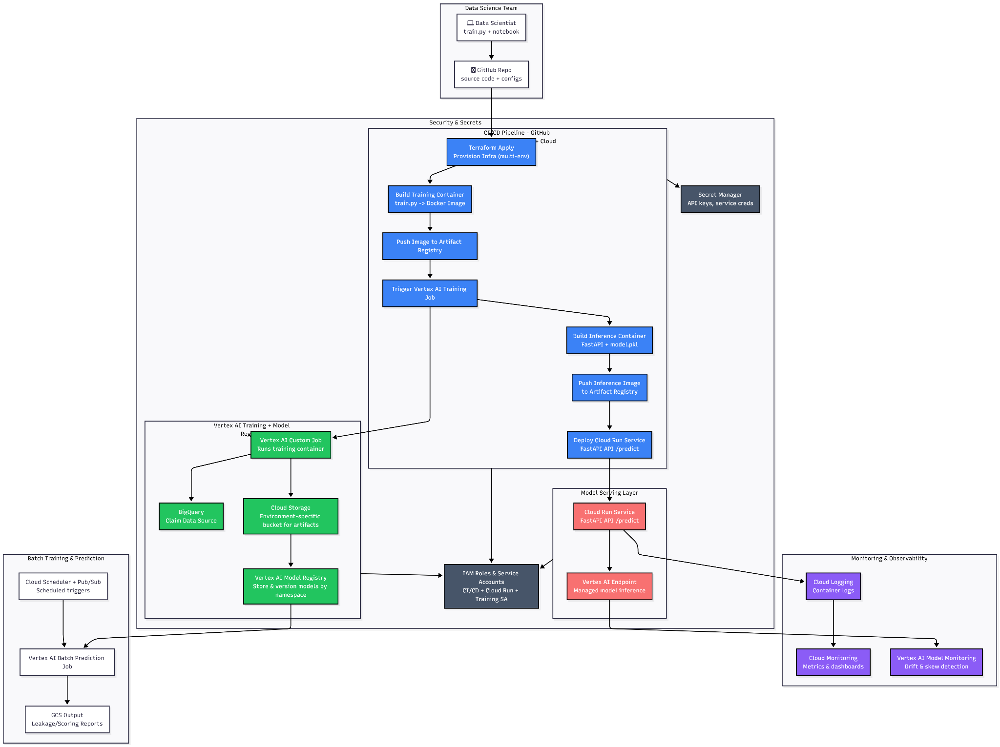 Data Science Team
Data Scientist
train.py + notebook
GitHub Repo
source code + configs
Security & Secrets
CI/CD Pipeline - GitHub
+ Cloud
Terraform Apply
Provision Infra (multi-env)
Build Training Container
train.py -> Docker Image
Secret Manager
API keys, service creds
Push Image to Artifact
Registry
Trigger Vertex AI Training
Job
Build Inference Container
FastAPI + model.pkl
Push Inference Image
to Artifact Registry
Vertex AI Training + Model
Vertex AI Custom Job
Runs training container
Deploy Cloud Run Service
FastAPI API /predict
BigQuery
Claim Data Source
Cloud Storage
Environment-specific
bucket for artifacts
Model Serving Layer
Cloud Run Service
FastAPI API /predict
Batch Training & Prediction
Cloud Scheduler + Pub/Sub
Scheduled triggers
Vertex AI Model Registry
Store & version models by
namespace
IAM Roles & Service
Accounts
CI/CD + Cloud Run +
Training SA
Vertex AI Endpoint
Managed model inference
Monitoring & Observability
Cloud Logging
Container logs
Vertex AI Batch Prediction
Job
Cloud Monitoring
Metrics & dashboards
Vertex AI Model Monitoring
Drift & skew detection
GCS Output
Leakage/Scoring Reports